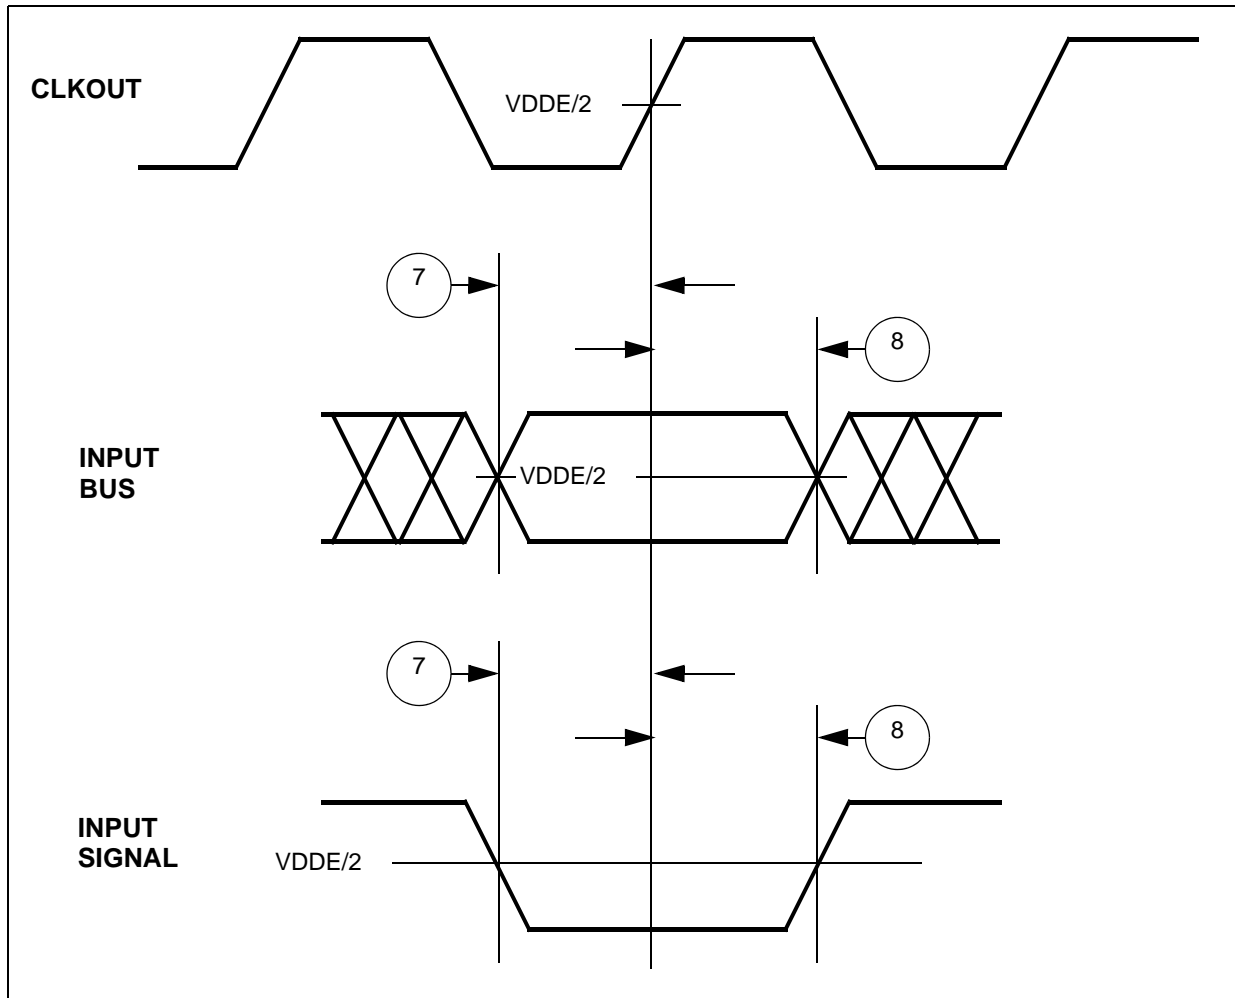 CLKOUT
VDDE/2
7
8
INPUT
BUS
VDDE/2
7
8
INPUT
SIGNAL
VDDE/2